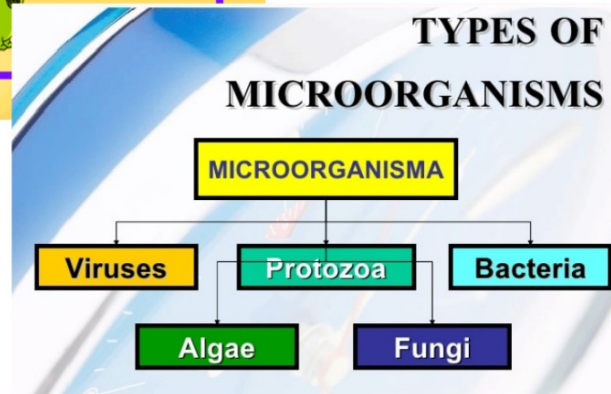 TYPES OF
MICROORGANISMS
MICROORGANISMA
Viruses
Protozoa
Bacteria
Algae
Fungi